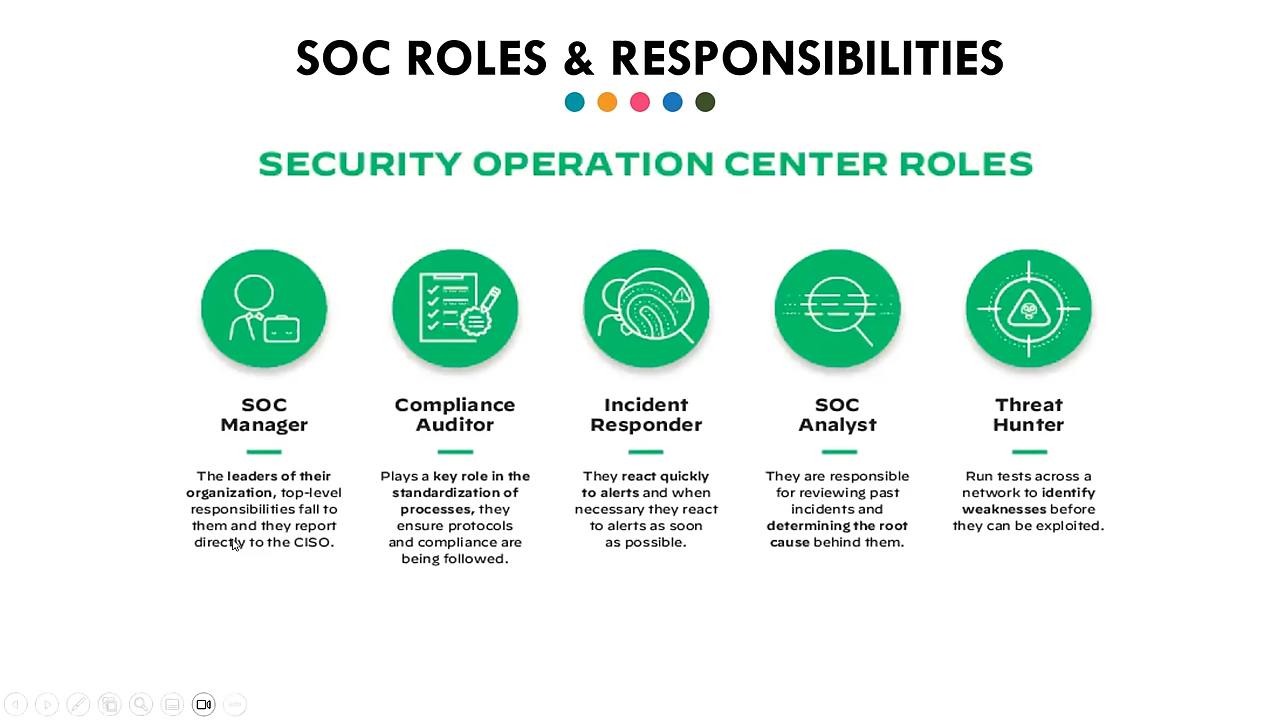 SOC ROLES & RESPONSIBILITIES
SECURITY OPERATION CENTER ROLES
SOC
Manager
The leaders of their
organization, top-level
responsibilities fall to
them and they report
directly to the CISO.
Compliance
Auditor
Plays a key role in the
standardization of
processes, they
ensure protocols
and compliance are
being followed.
Incident
Responder
They react quickly
to alerts and when
necessary they react
to alerts as soon
as possible.
SOC
Analyst
They are responsible
for reviewing past
incidents and
determining the root
cause behind them.
Threat
Hunter
Run tests across a
network to identify
weaknesses before
they can be exploited.